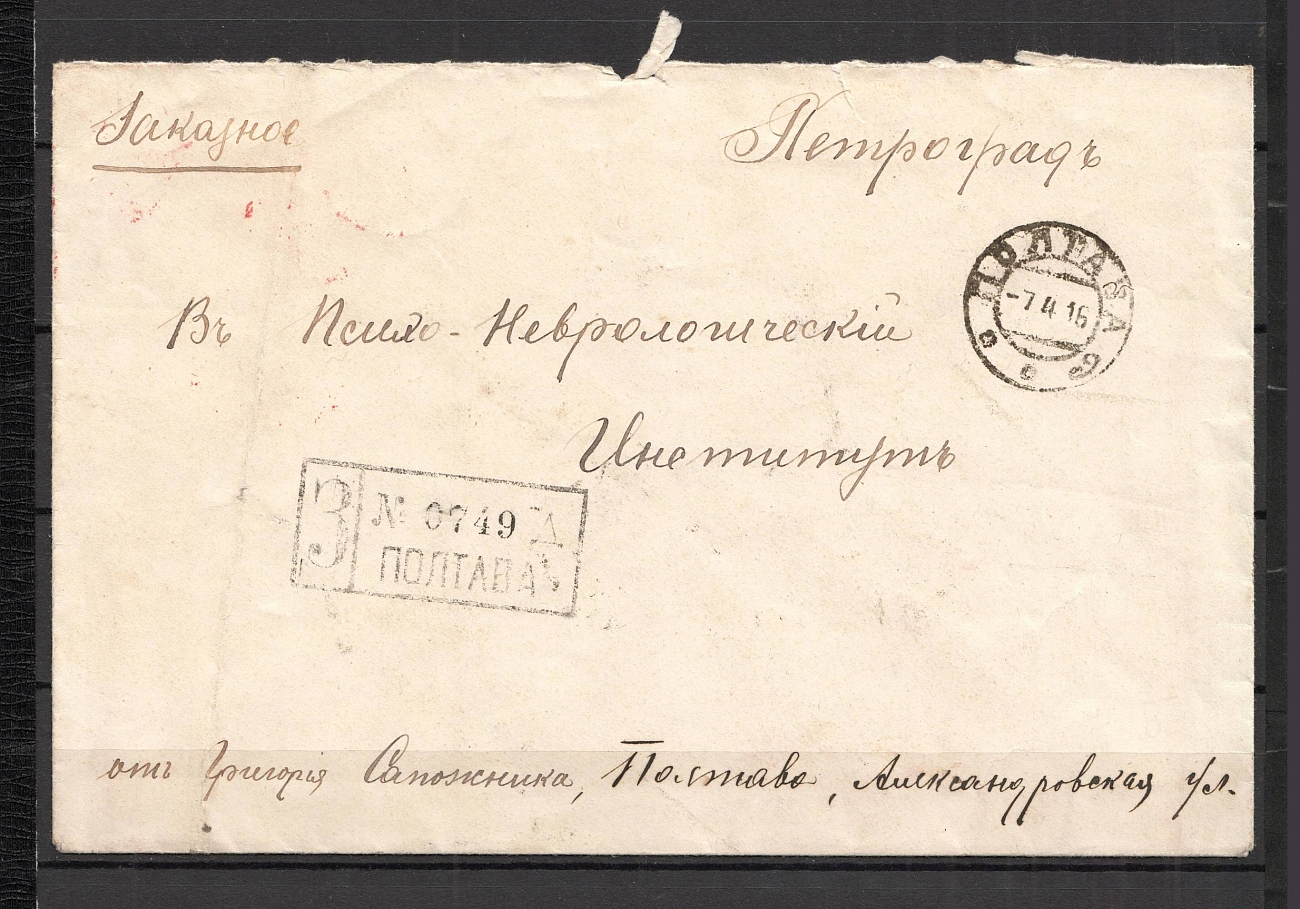 Заказное
Петроградъ
ПОЛТАВА
-7.4.16
Въ Психо-Неврологическій
Институтъ
З № 0749
ПОЛТАВА
отъ Григорія Сапожника, Полтава, Александровская ул.